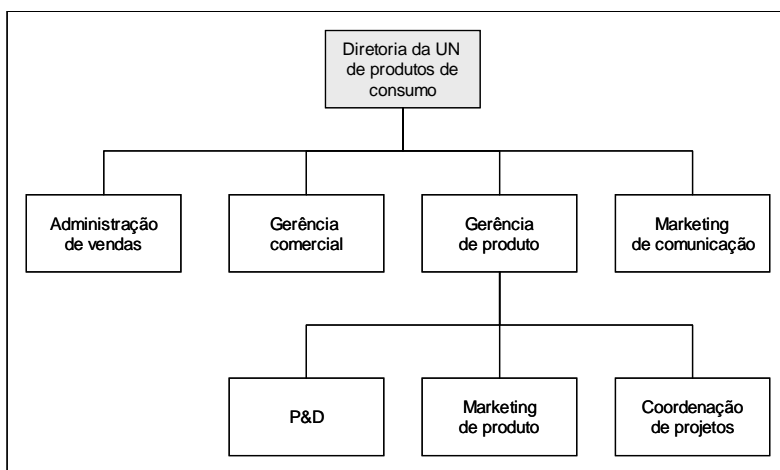 Diretoria da UN
de produtos de
consumo
Administração
de vendas
Gerência
comercial
Gerência
de produto
Marketing
de comunicação
P&D
Marketing
de produto
Coordenação
de projetos